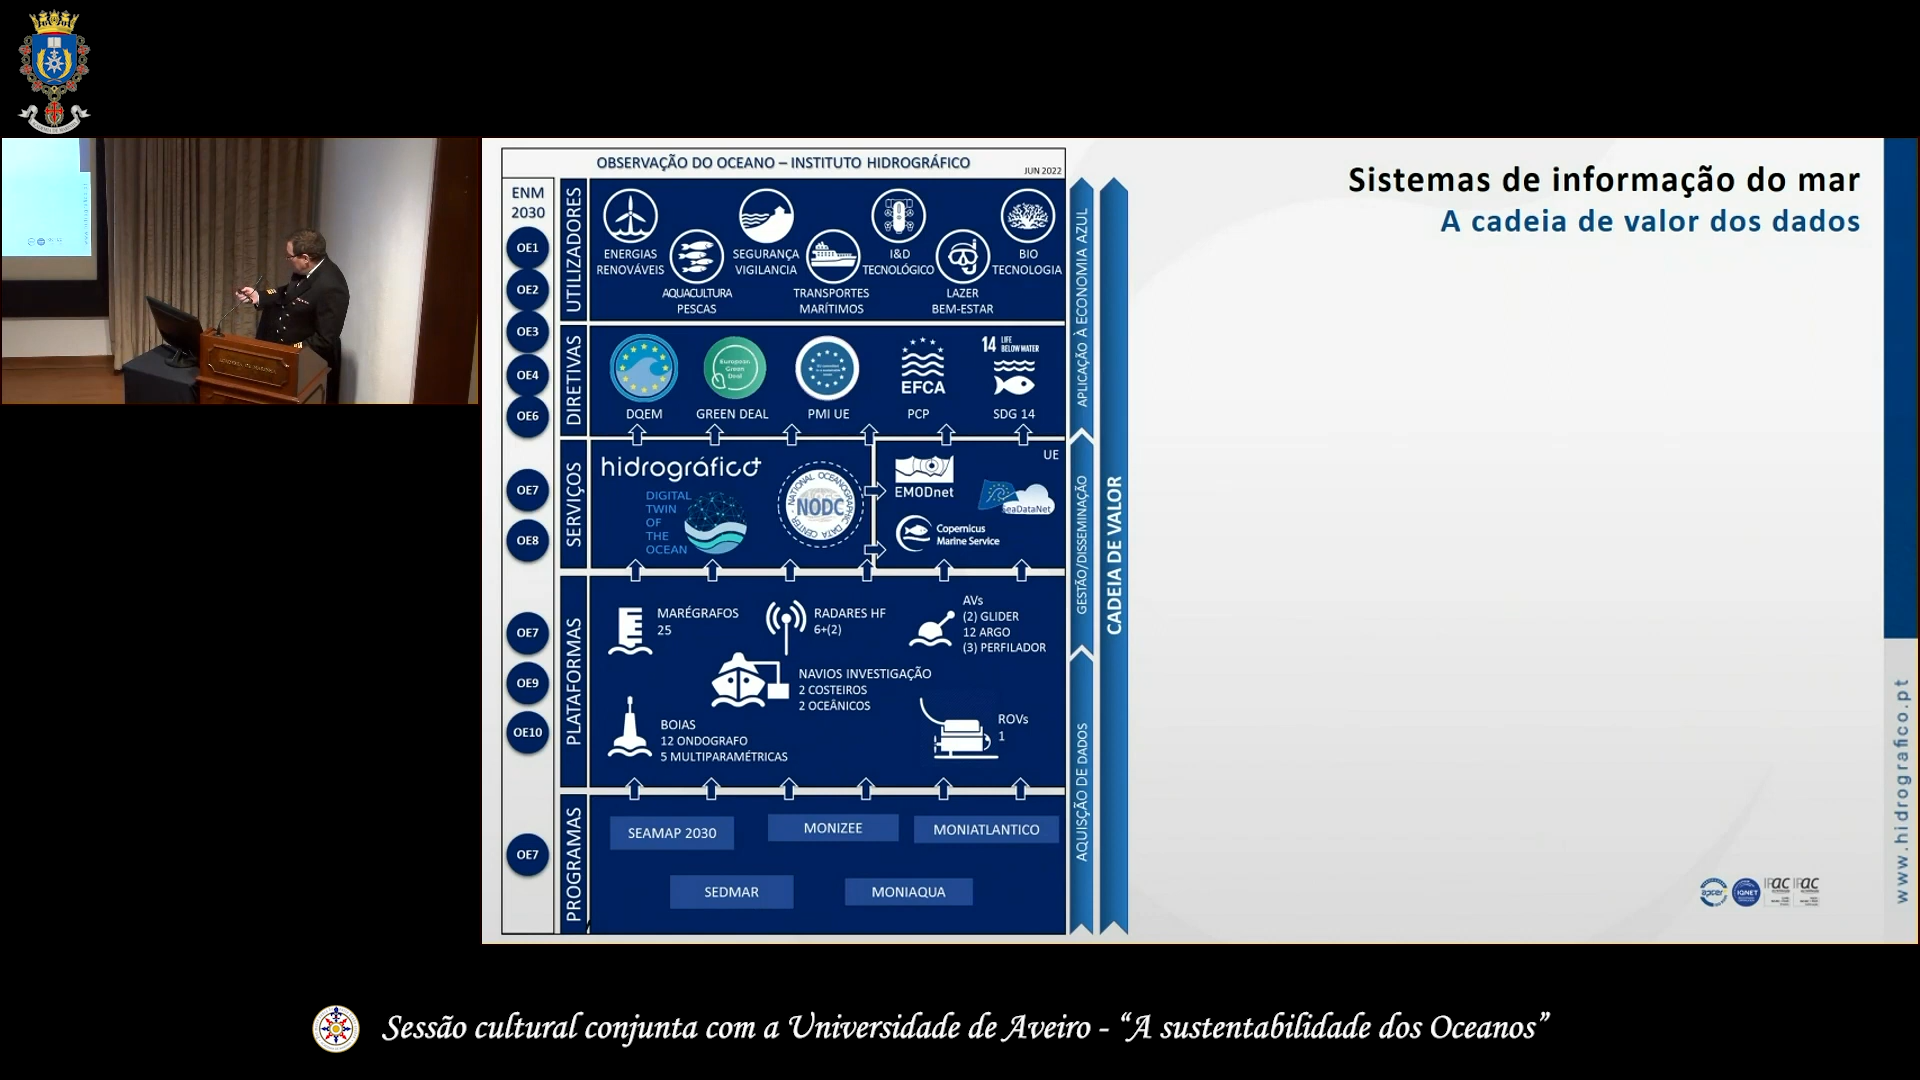 OBSERVAÇÃO DO OCEANO – INSTITUTO HIDROGRÁFICO
JUN 2022
Sistemas de informação do mar
A cadeia de valor dos dados
ENM
2030
OE1
OE2
OE3
OE4
OE6
OE7
OE8
OE7
OE9
OE10
OE7
UTILIZADORES
ENERGIAS
RENOVÁVEIS
AQUACULTURA
PESCAS
SEGURANÇA
VIGILANCIA
TRANSPORTES
MARÍTIMOS
I&D
TECNOLÓGICO
LAZER
BEM-ESTAR
BIO
TECNOLOGIA
DIRETIVAS
European
Green
Deal
EFCA
14 LIFE
BELOW WATER
DQEM
GREEN DEAL
PMI UE
PCP
SDG 14
SERVIÇOS
hidrográfico+
DIGITAL
TWIN
OF
THE
OCEAN
NATIONAL OCEANOGRAPHIC DATA CENTER
NODC
UE
EMODnet
SeaDataNet
Copernicus
Marine Service
PLATAFORMAS
MARÉGRAFOS
25
RADARES HF
6+(2)
AVs
(2) GLIDER
12 ARGO
(3) PERFILADOR
NAVIOS INVESTIGAÇÃO
2 COSTEIROS
2 OCEÂNICOS
BOIAS
12 ONDOGRAFO
5 MULTIPARAMÉTRICAS
ROVs
1
PROGRAMAS
SEAMAP 2030
MONIZEE
MONIATLANTICO
SEDMAR
MONIAQUA
APLICAÇÃO À ECONOMIA AZUL
GESTÃO/DISSEMINAÇÃO
AQUISÇÃO DE DADOS
CADEIA DE VALOR
apcer
IQNET
ipac
ipac
www.hidrografico.pt
ACADEMIA DE MARINHA
Sessão cultural conjunta com a Universidade de Aveiro - “A sustentabilidade dos Oceanos”